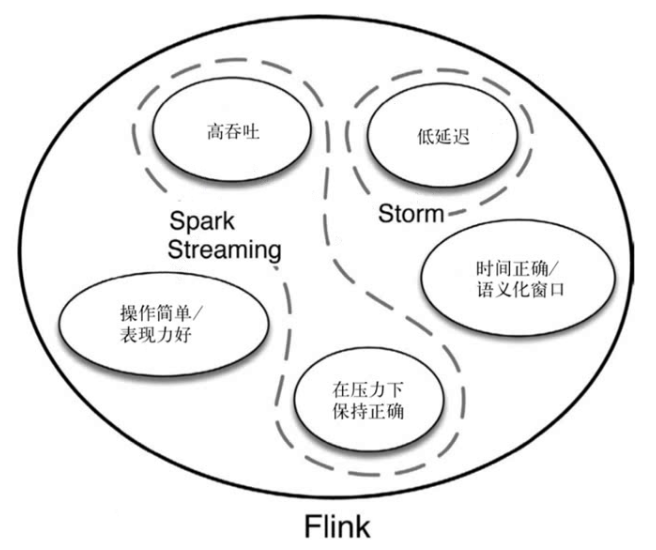 高吞吐
低延迟
Spark
Streaming
Storm
时间正确/
语义化窗口
操作简单/
表现力好
在压力下
保持正确
Flink